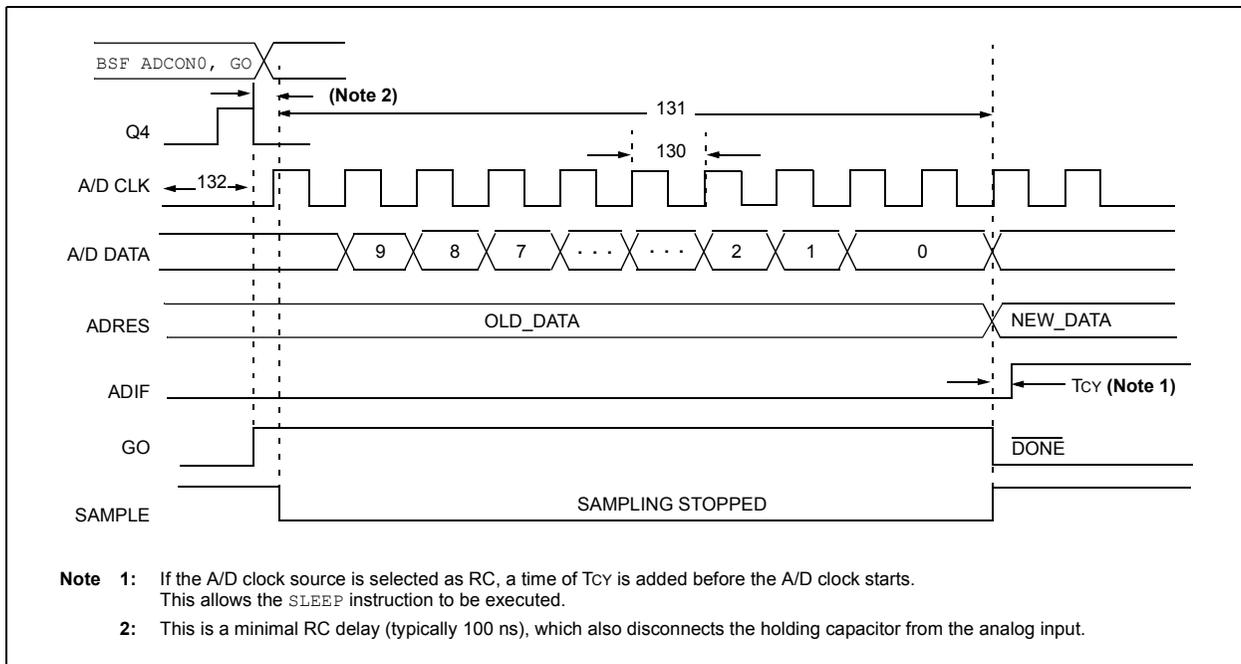 BSF ADCON0, GO
(Note 2)
131
Q4
130
A/D CLK
132
A/D DATA
9 8 7 · · · · · · 2 1 0
ADRES
OLD_DATA
NEW_DATA
ADIF
TCY (Note 1)
GO
DONE
SAMPLE
SAMPLING STOPPED
Note 1: If the A/D clock source is selected as RC, a time of TCY is added before the A/D clock starts.
This allows the SLEEP instruction to be executed.
2: This is a minimal RC delay (typically 100 ns), which also disconnects the holding capacitor from the analog input.